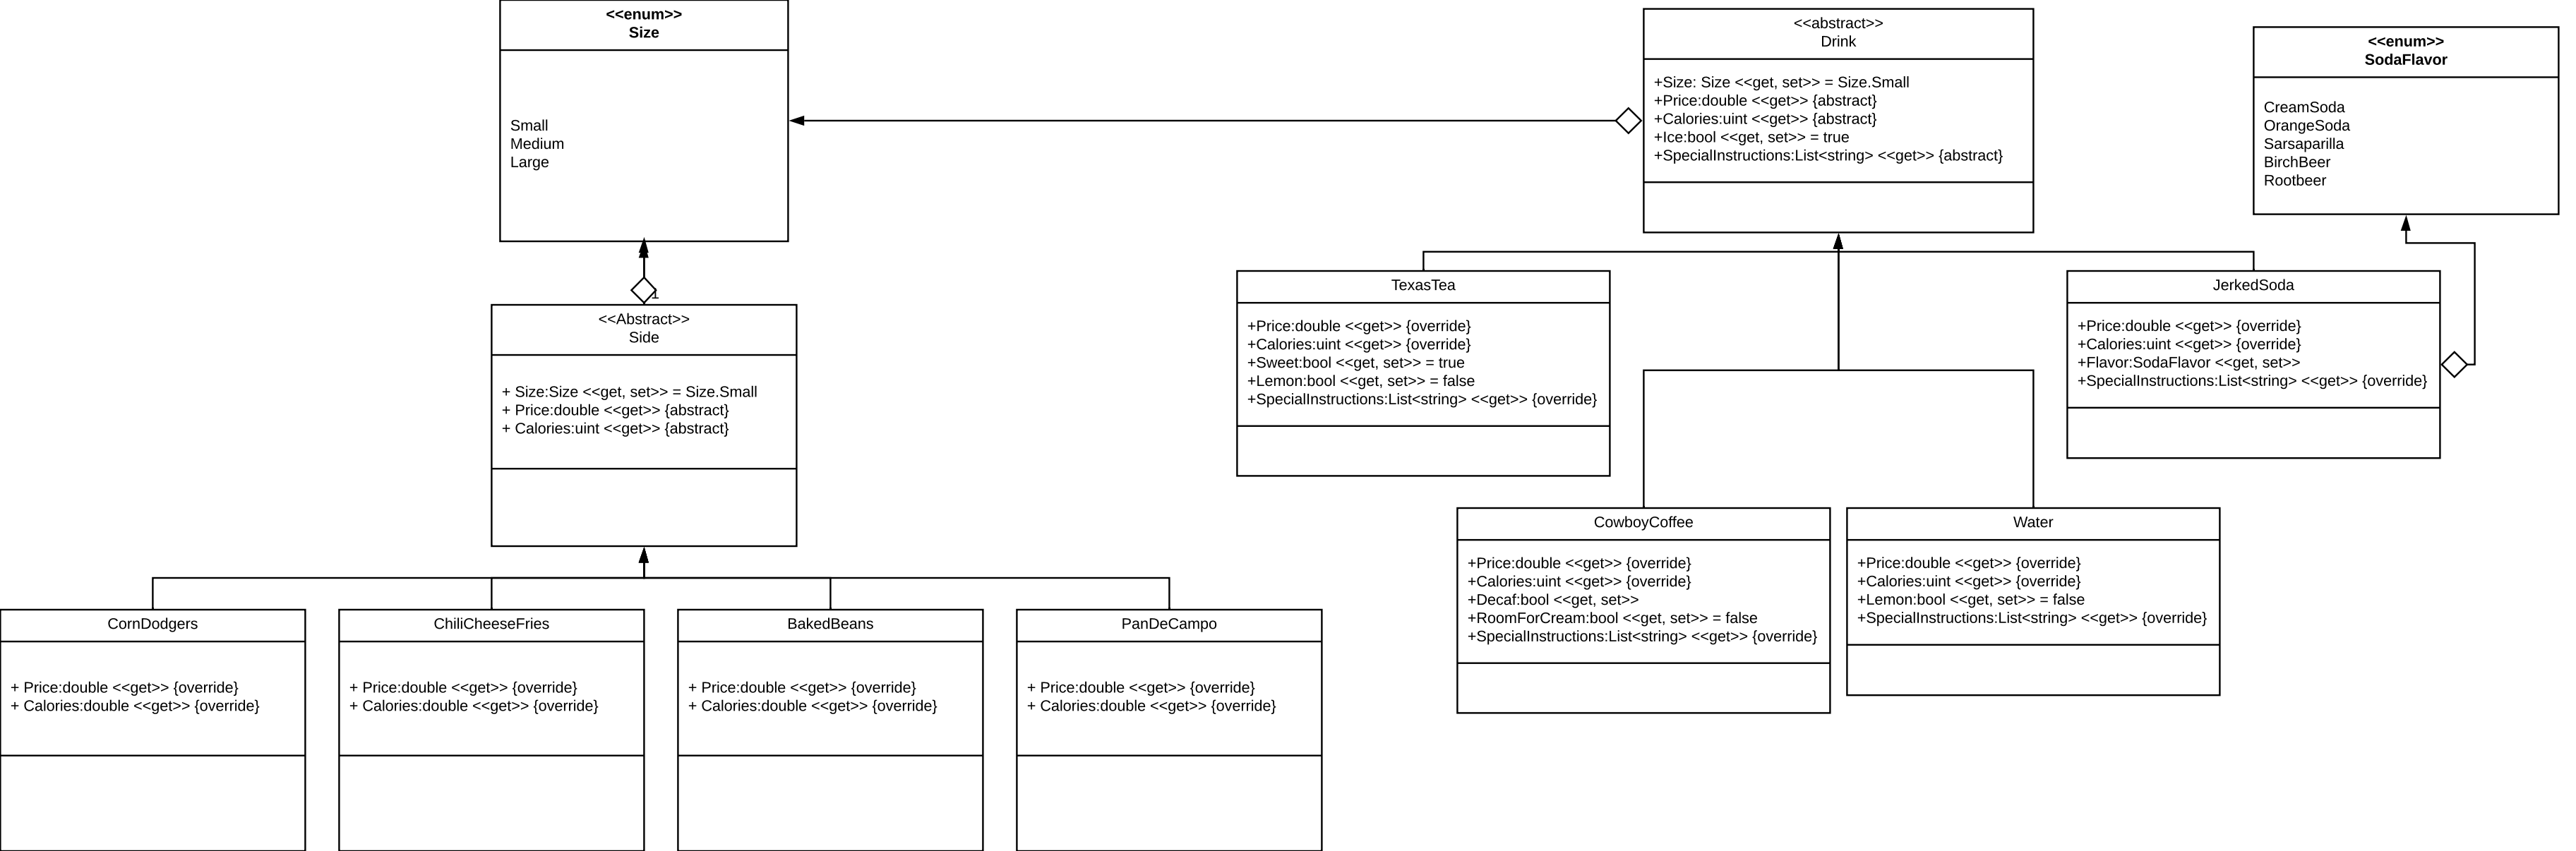 <<enum>>
Size
Small
Medium
Large
<<abstract>>
Drink
+Size: Size <<get, set>> = Size.Small
+Price:double <<get>> {abstract}
+Calories:uint <<get>> {abstract}
+Ice:bool <<get, set>> = true
+SpecialInstructions:List<string> <<get>> {abstract}
<<enum>>
SodaFlavor
CreamSoda
OrangeSoda
Sarsaparilla
BirchBeer
Rootbeer
1
<<Abstract>>
Side
+ Size:Size <<get, set>> = Size.Small
+ Price:double <<get>> {abstract}
+ Calories:uint <<get>> {abstract}
TexasTea
+Price:double <<get>> {override}
+Calories:uint <<get>> {override}
+Sweet:bool <<get, set>> = true
+Lemon:bool <<get, set>> = false
+SpecialInstructions:List<string> <<get>> {override}
JerkedSoda
+Price:double <<get>> {override}
+Calories:uint <<get>> {override}
+Flavor:SodaFlavor <<get, set>>
+SpecialInstructions:List<string> <<get>> {override}
CowboyCoffee
+Price:double <<get>> {override}
+Calories:uint <<get>> {override}
+Decaf:bool <<get, set>>
+RoomForCream:bool <<get, set>> = false
+SpecialInstructions:List<string> <<get>> {override}
Water
+Price:double <<get>> {override}
+Calories:uint <<get>> {override}
+Lemon:bool <<get, set>> = false
+SpecialInstructions:List<string> <<get>> {override}
CornDodgers
+ Price:double <<get>> {override}
+ Calories:double <<get>> {override}
ChiliCheeseFries
+ Price:double <<get>> {override}
+ Calories:double <<get>> {override}
BakedBeans
+ Price:double <<get>> {override}
+ Calories:double <<get>> {override}
PanDeCampo
+ Price:double <<get>> {override}
+ Calories:double <<get>> {override}